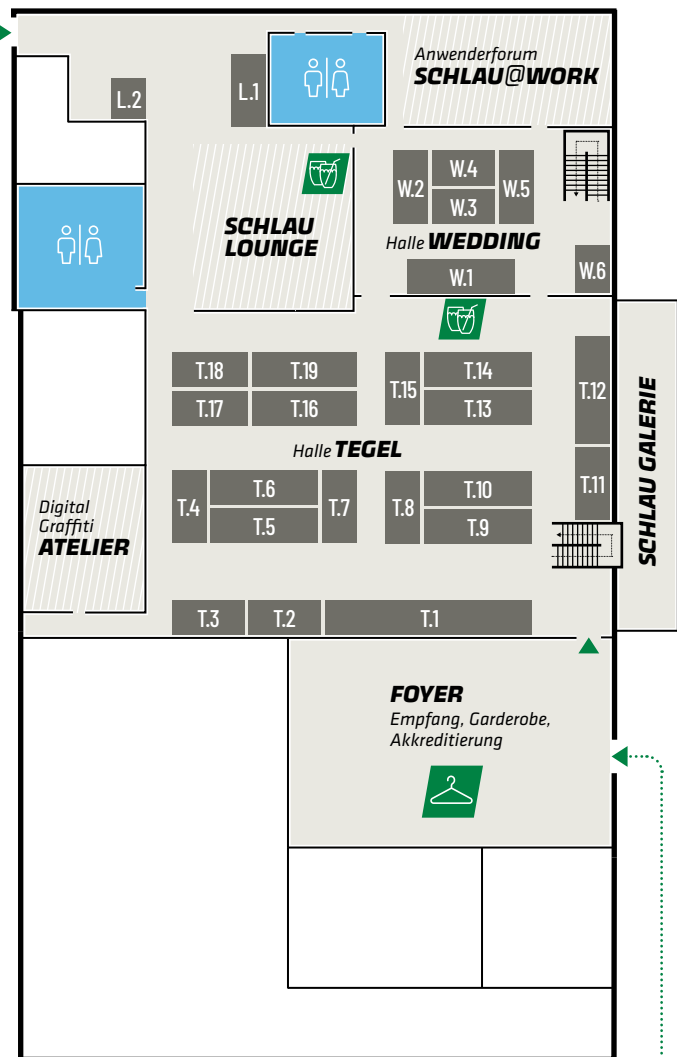 Anwenderforum
SCHLAU@WORK
L.2
L.1
W.2
W.4
W.3
W.5
SCHLAU
LOUNGE
Halle WEDDING
W.1
W.6
T.18
T.19
T.17
T.16
T.15
T.14
T.13
T.12
Halle TEGEL
SCHLAU GALERIE
T.4
T.6
T.5
T.7
T.8
T.10
T.9
T.11
Digital
Graffiti
ATELIER
T.3
T.2
T.1
FOYER
Empfang, Garderobe,
Akkreditierung